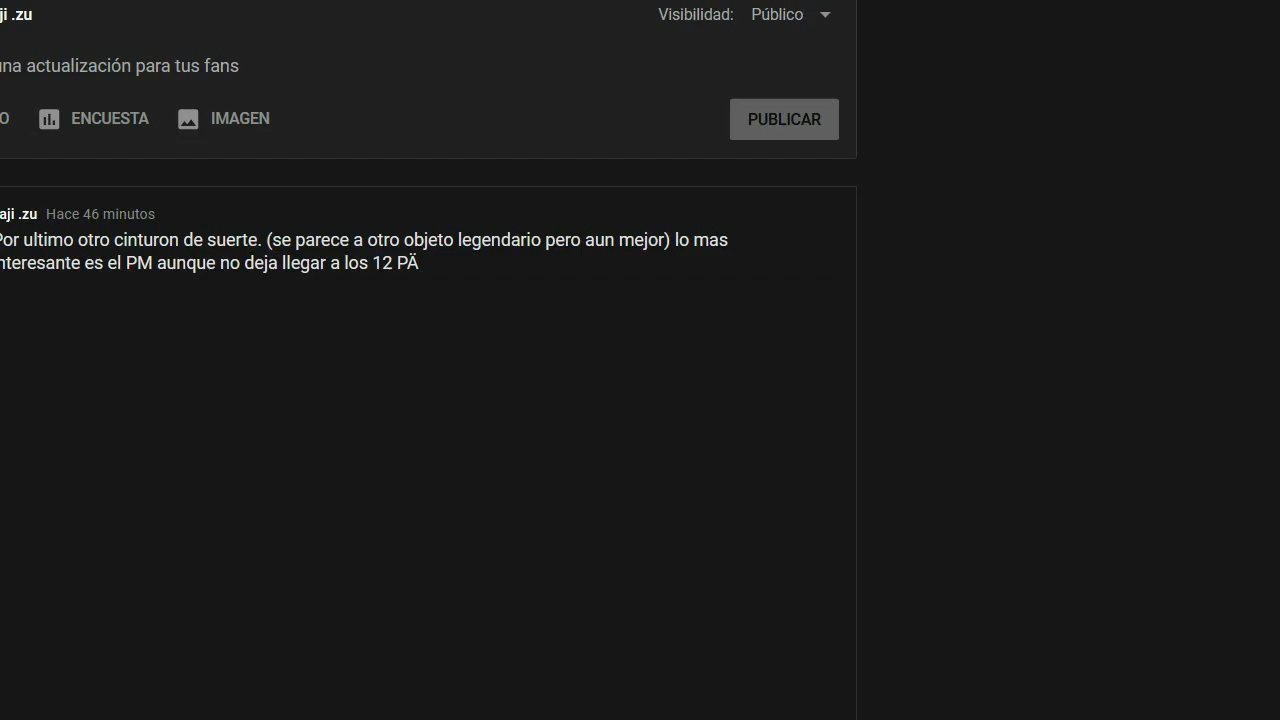 ji .zu
Visibilidad: Público
una actualización para tus fans
O ENCUESTA IMAGEN
PUBLICAR
aji .zu Hace 46 minutos
Por ultimo otro cinturon de suerte. (se parece a otro objeto legendario pero aun mejor) lo mas
nteresante es el PM aunque no deja llegar a los 12 PÄ